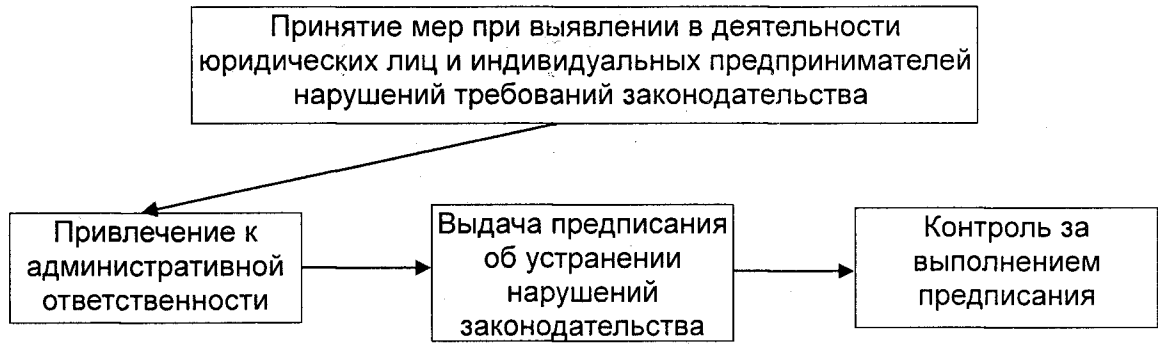 Принятие мер при выявлении в деятельности
юридических лиц и индивидуальных предпринимателей
нарушений требований законодательства
Привлечение к
административной
ответственности
Выдача предписания
об устранении
нарушений
законодательства
Контроль за
выполнением
предписания